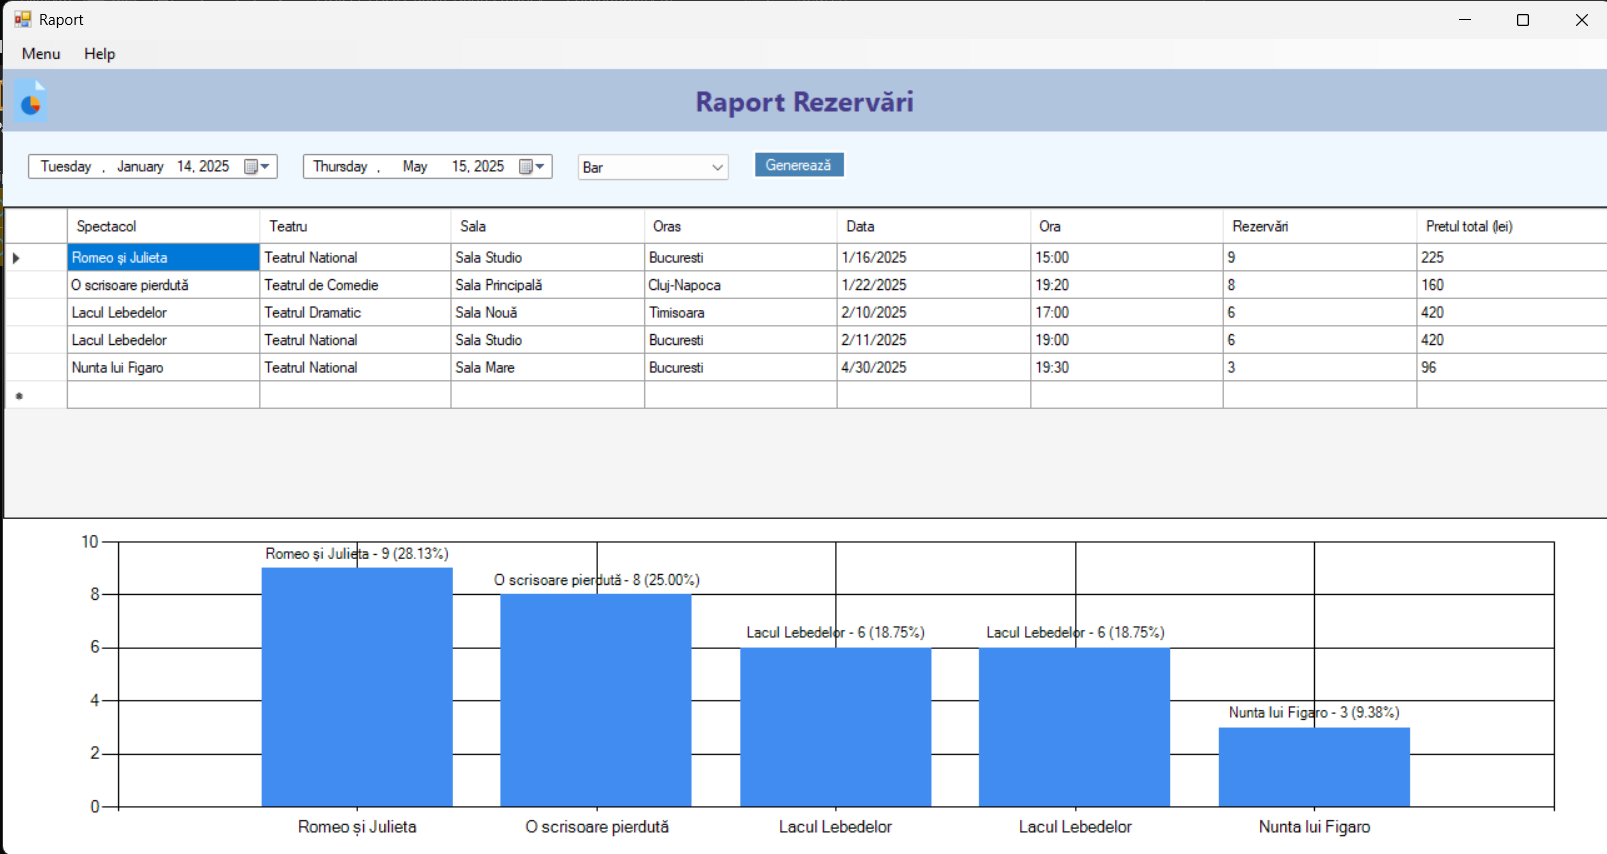 Raport
Menu Help
Raport Rezervări
Tuesday , January 14, 2025 Thursday , May 15, 2025 Bar Generează
Spectacol Teatru Sala Oras Data Ora Rezervări Pretul total (lei)
Romeo și Julieta Teatrul National Sala Studio Bucuresti 1/16/2025 15:00 9 225
O scrisoare pierdută Teatrul de Comedie Sala Principală Cluj-Napoca 1/22/2025 19:20 8 160
Lacul Lebedelor Teatrul Dramatic Sala Nouă Timisoara 2/10/2025 17:00 6 420
Lacul Lebedelor Teatrul National Sala Studio Bucuresti 2/11/2025 19:00 6 420
Nunta lui Figaro Teatrul National Sala Mare Bucuresti 4/30/2025 19:30 3 96
10
Romeo și Julieta - 9 (28.13%)
O scrisoare pierdută - 8 (25.00%)
8
Lacul Lebedelor - 6 (18.75%) Lacul Lebedelor - 6 (18.75%)
6
4
Nunta lui Figaro - 3 (9.38%)
2
0
Romeo și Julieta O scrisoare pierdută Lacul Lebedelor Lacul Lebedelor Nunta lui Figaro